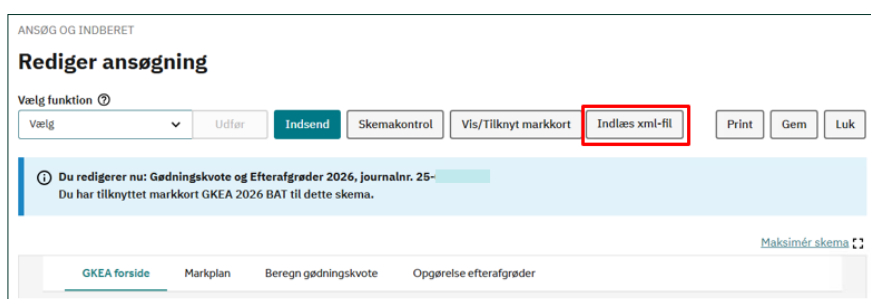 ANSØG OG INDBERET
Rediger ansøgning
Vælg funktion
Vælg Udfør Indsend Skemakontrol Vis/Tilknyt markkort Indlæs xml-fil Print Gem Luk
Du redigerer nu: Gødningskvote og Efterafgrøder 2026, journalnr. 25-
Du har tilknyttet markkort GKEA 2026 BAT til dette skema.
Maksimér skema
GKEA forside Markplan Beregn gødningskvote Opgørelse efterafgrøder